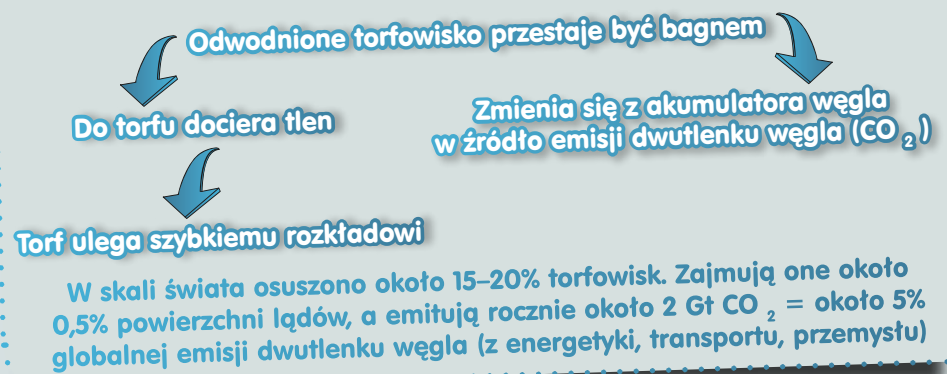 Odwodnione torfowisko przestaje być bagnem
Do torfu dociera tlen
Zmienia się z akumulatora węgla
w źródło emisji dwutlenku węgla (CO 2 )
Torf ulega szybkiemu rozkładowi
W skali świata osuszono około 15–20% torfowisk. Zajmują one około
0,5% powierzchni lądów, a emitują rocznie około 2 Gt CO 2 = około 5%
globalnej emisji dwutlenku węgla (z energetyki, transportu, przemysłu)